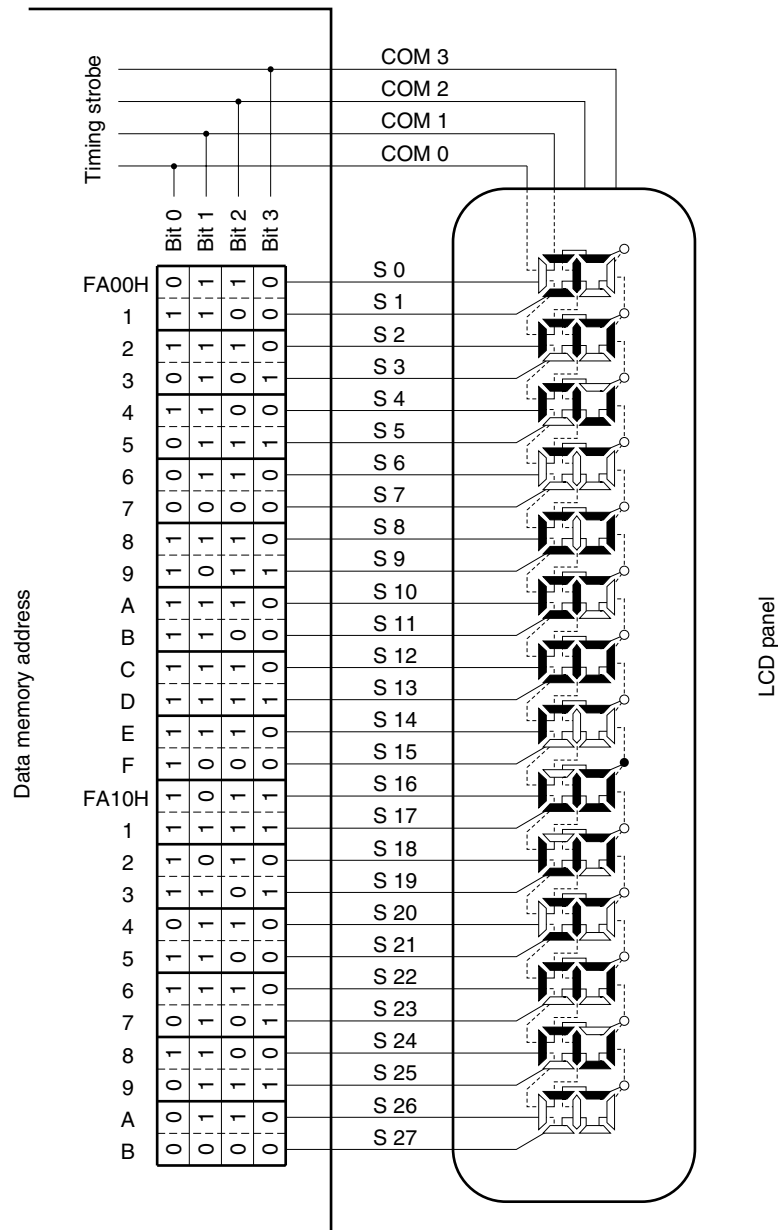 COM 3
COM 2
COM 1
COM 0
Timing strobe
Bit 0 Bit 1 Bit 2 Bit 3
FA00H 0 1 1 0 S 0
1 1 1 0 0 S 1
2 1 1 1 0 S 2
3 0 1 0 1 S 3
4 1 1 0 0 S 4
5 0 1 1 1 S 5
6 0 1 1 0 S 6
7 0 0 0 0 S 7
8 1 1 1 0 S 8
9 1 0 1 1 S 9
A 1 1 1 0 S 10
B 1 1 0 0 S 11
C 1 1 1 0 S 12
D 1 1 1 1 S 13
E 1 1 1 0 S 14
F 1 0 0 0 S 15
FA10H 1 0 1 1 S 16
1 1 1 1 1 S 17
2 1 0 1 0 S 18
3 1 1 0 1 S 19
4 0 1 1 0 S 20
5 1 1 0 0 S 21
6 1 1 1 0 S 22
7 0 1 0 1 S 23
8 1 1 0 0 S 24
9 0 1 1 1 S 25
A 0 1 1 0 S 26
B 0 0 0 0 S 27
Data memory address
LCD panel